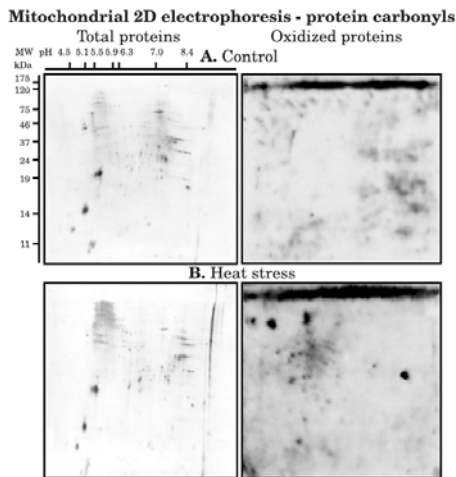 Mitochondrial 2D electrophoresis - protein carbonyls
Total proteins Oxidized proteins
MW pH 4.5 5.1 5.5 5.9 6.3 7.0 8.4
kDa
A. Control
175
120
75
46
37
24
19
14
11
B. Heat stress